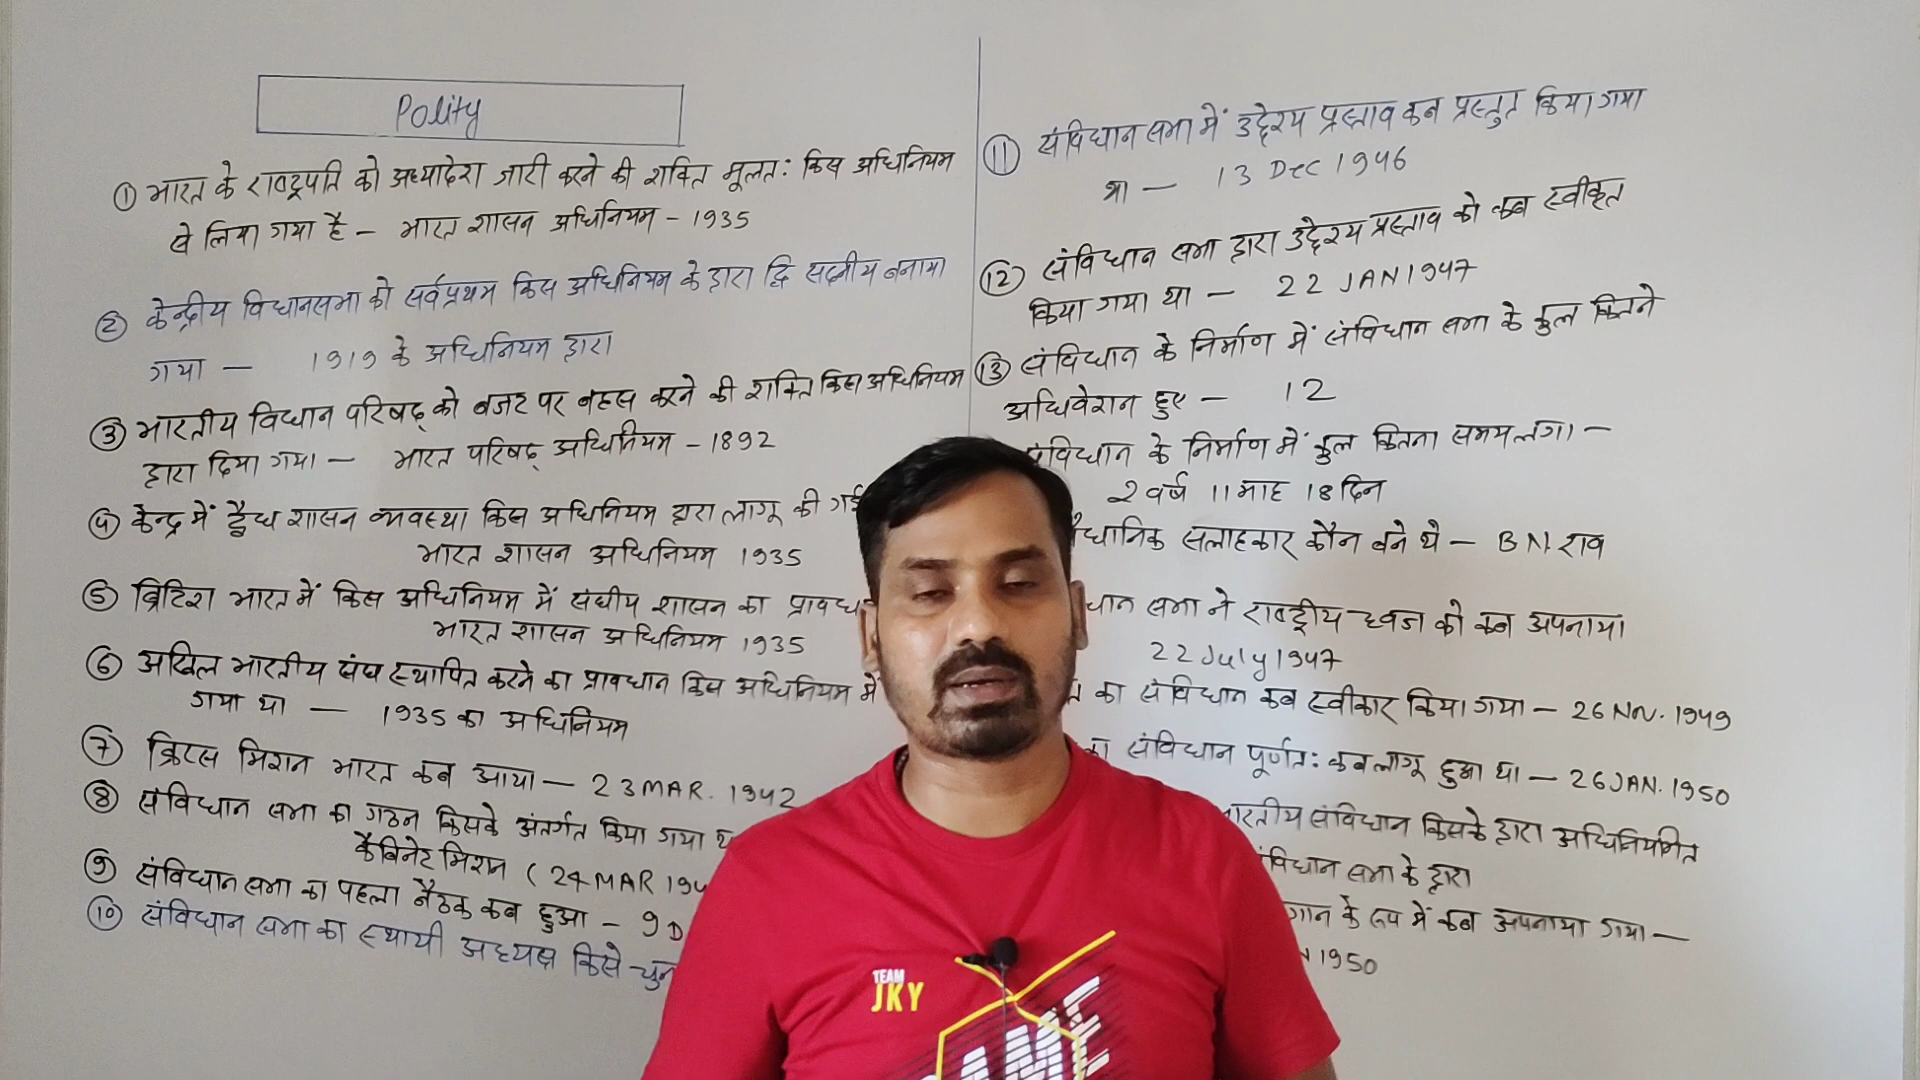 Polity
① भारत के राष्ट्रपति को अध्यादेश जारी करने की शक्ति मूलत: किस अधिनियम
से लिया गया है – भारत शासन अधिनियम – 1935
② केन्द्रीय विधानसभा को सर्वप्रथम किस अधिनियम के द्वारा द्वि सदनीय बनाया
गया – 1919 के अधिनियम द्वारा
③ भारतीय विधान परिषद् को बजट पर बहस करने की शक्ति किस अधिनियम
द्वारा दिया गया – भारत परिषद् अधिनियम – 1892
④ केन्द्र में द्वैध शासन व्यवस्था किस अधिनियम द्वारा लागू की गई
भारत शासन अधिनियम 1935
⑤ ब्रिटिश भारत में किस अधिनियम में संघीय शासन का
भारत शासन अधिनियम 1935
⑥ अखिल भारतीय संघ स्थापित करने का प्रावधान किस अधिनियम में
गया था – 1935 का अधिनियम
⑦ क्रिप्स मिशन भारत कब आया – 23 MAR. 1942
⑧ संविधान सभा का गठन किसके अंतर्गत किया गया
कैबिनेट मिशन ( 24 MAR
⑨ संविधान सभा का पहला बैठक कब हुआ – 9
⑩ संविधान सभा का स्थायी अध्यक्ष किसे
⑪ संविधान सभा में उद्देश्य प्रस्ताव कब प्रस्तुत किया गया
था – 13 Dec 1946
⑫ संविधान सभा द्वारा उद्देश्य प्रस्ताव को कब स्वीकृत
किया गया था – 22 JAN 1947
⑬ संविधान के निर्माण में संविधान सभा के कुल कितने
अधिवेशन हुए – 12
संविधान के निर्माण में कुल कितना समय लगा –
2 वर्ष 11 माह 18 दिन
सलाहकार कौन बने थे – B N. राव
सभा ने राष्ट्रीय ध्वज को कब अपनाया
22 July 1947
का संविधान कब स्वीकार किया गया – 26 Nov. 1949
का संविधान पूर्णत: कब लागू हुआ था – 26 JAN. 1950
भारतीय संविधान किसके द्वारा अधिनियमित
संविधान सभा के द्वारा
गान के रूप में कब अपनाया गया –
1950
TEAM
JKY
GAME